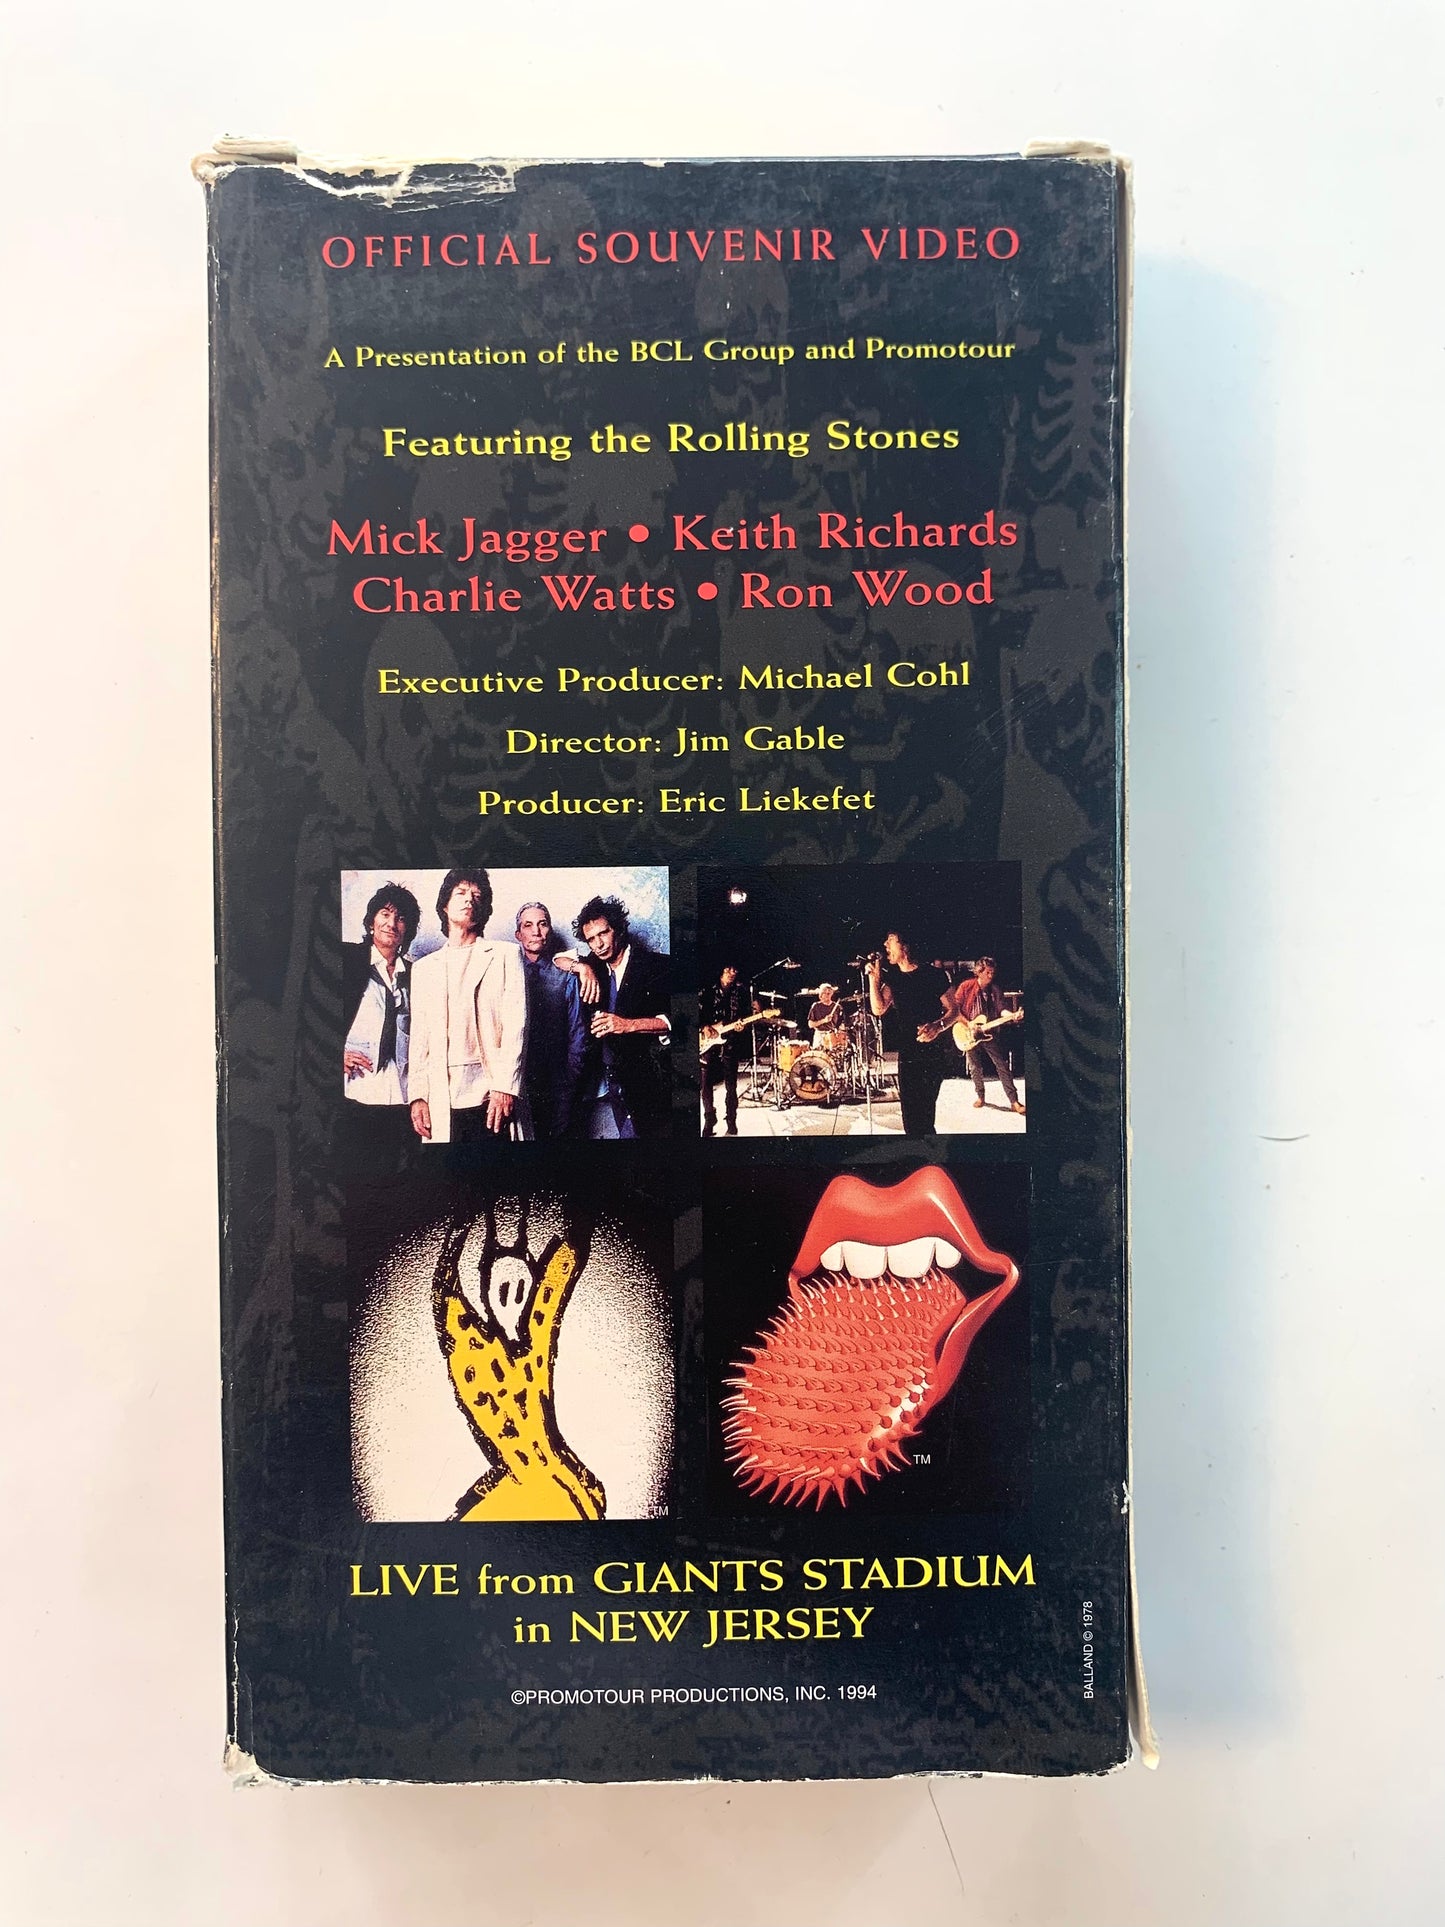 OFFICIAL SOUVENIR VIDEO
A Presentation of the BCL Group and Promotour
Featuring the Rolling Stones
Mick Jagger • Keith Richards
Charlie Watts • Ron Wood
Executive Producer: Michael Cohl
Director: Jim Gable
Producer: Eric Liekefet
TM
TM
LIVE from GIANTS STADIUM
in NEW JERSEY
©PROMOTOUR PRODUCTIONS, INC. 1994
BALLAND © 1978